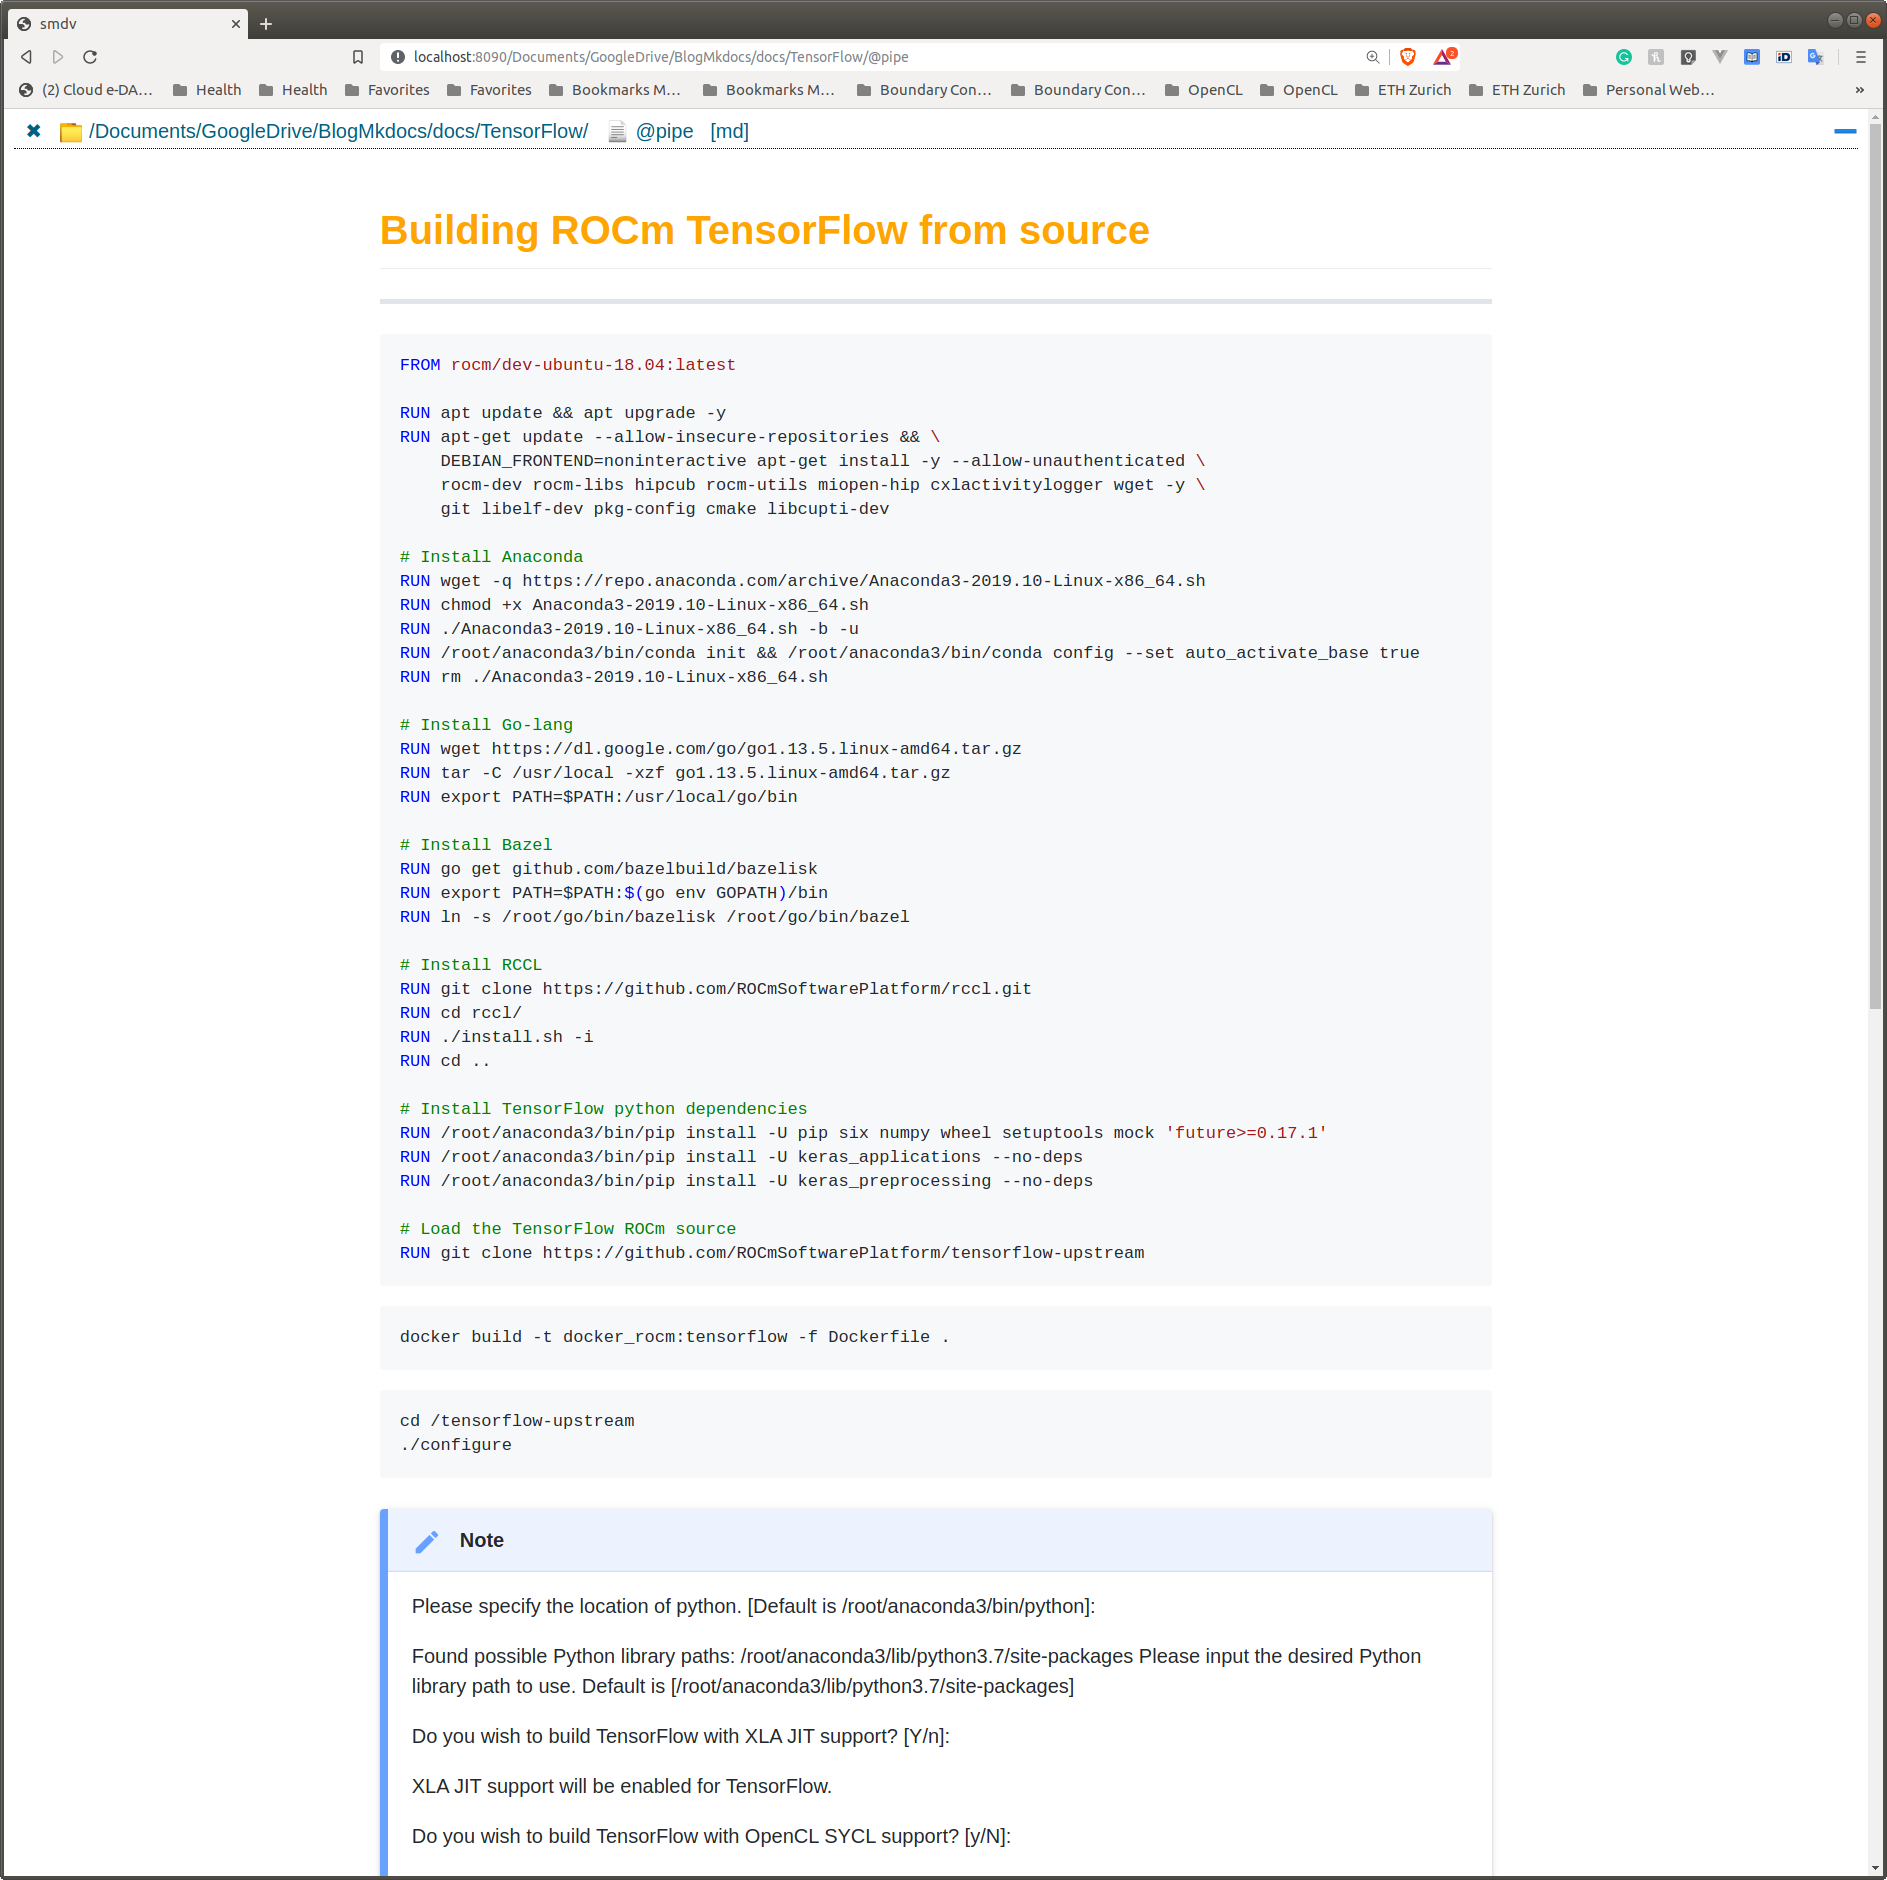 smdv
localhost:8090/Documents/GoogleDrive/BlogMkdocs/docs/TensorFlow/@pipe
2
(2) Cloud e-DA… Health Health Favorites Favorites Bookmarks M… Bookmarks M… Boundary Con… Boundary Con… OpenCL OpenCL ETH Zurich ETH Zurich Personal Web… »
/Documents/GoogleDrive/BlogMkdocs/docs/TensorFlow/ @pipe [md]
Building ROCm TensorFlow from source
FROM rocm/dev-ubuntu-18.04:latest
RUN apt update && apt upgrade -y
RUN apt-get update --allow-insecure-repositories && \
DEBIAN_FRONTEND=noninteractive apt-get install -y --allow-unauthenticated \
rocm-dev rocm-libs hipcub rocm-utils miopen-hip cxlactivitylogger wget -y \
git libelf-dev pkg-config cmake libcupti-dev
# Install Anaconda
RUN wget -q https://repo.anaconda.com/archive/Anaconda3-2019.10-Linux-x86_64.sh
RUN chmod +x Anaconda3-2019.10-Linux-x86_64.sh
RUN ./Anaconda3-2019.10-Linux-x86_64.sh -b -u
RUN /root/anaconda3/bin/conda init && /root/anaconda3/bin/conda config --set auto_activate_base true
RUN rm ./Anaconda3-2019.10-Linux-x86_64.sh
# Install Go-lang
RUN wget https://dl.google.com/go/go1.13.5.linux-amd64.tar.gz
RUN tar -C /usr/local -xzf go1.13.5.linux-amd64.tar.gz
RUN export PATH=$PATH:/usr/local/go/bin
# Install Bazel
RUN go get github.com/bazelbuild/bazelisk
RUN export PATH=$PATH:$(go env GOPATH)/bin
RUN ln -s /root/go/bin/bazelisk /root/go/bin/bazel
# Install RCCL
RUN git clone https://github.com/ROCmSoftwarePlatform/rccl.git
RUN cd rccl/
RUN ./install.sh -i
RUN cd ..
# Install TensorFlow python dependencies
RUN /root/anaconda3/bin/pip install -U pip six numpy wheel setuptools mock 'future>=0.17.1'
RUN /root/anaconda3/bin/pip install -U keras_applications --no-deps
RUN /root/anaconda3/bin/pip install -U keras_preprocessing --no-deps
# Load the TensorFlow ROCm source
RUN git clone https://github.com/ROCmSoftwarePlatform/tensorflow-upstream
docker build -t docker_rocm:tensorflow -f Dockerfile .
cd /tensorflow-upstream
./configure
Note
Please specify the location of python. [Default is /root/anaconda3/bin/python]:
Found possible Python library paths: /root/anaconda3/lib/python3.7/site-packages Please input the desired Python
library path to use. Default is [/root/anaconda3/lib/python3.7/site-packages]
Do you wish to build TensorFlow with XLA JIT support? [Y/n]:
XLA JIT support will be enabled for TensorFlow.
Do you wish to build TensorFlow with OpenCL SYCL support? [y/N]: